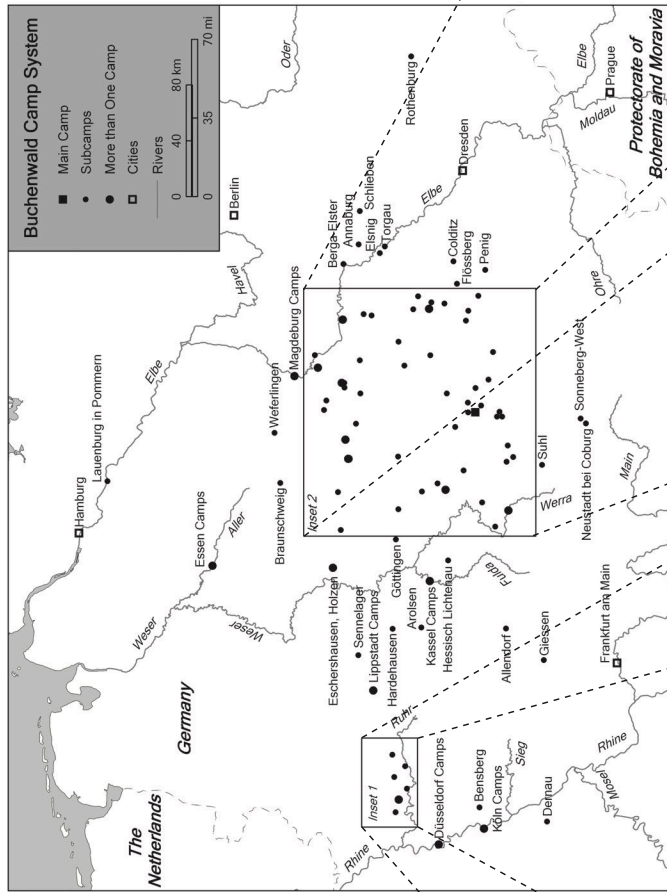 Buchenwald Camp System
Main Camp
Subcamps
More than One Camp
Cities
Rivers
0 40 80 km
0 35 70 mi
Hamburg
Lauenburg in Pommern
Elbe
Havel
Berlin
Oder
Essen Camps
Aller
Weser
Weser
Germany
The
Netherlands
Braunschweig
Weferlingen
Magdeburg Camps
Berga-Elster
Annaburg
Schlieben
Elsnig
Torgau
Elbe
Rothenburg
Dresden
Colditz
Flössberg
Penig
Elbe
Prague
Moldau
Protectorate of
Bohemia and Moravia
Ohre
Inset 2
Eschershausen, Holzen
Sennelager
Lippstadt Camps
Hardehausen
Göttingen
Arolsen
Kassel Camps
Hessisch Lichtenau
Fulda
Werra
Suhl
Sonneberg-West
Neustadt bei Coburg
Main
Allendorf
Giessen
Frankfurt am Main
Ruhr
Inset 1
Rhine
Düsseldorf Camps
Bensberg
Köln Camps
Sieg
Dernau
Rhine
Mosel